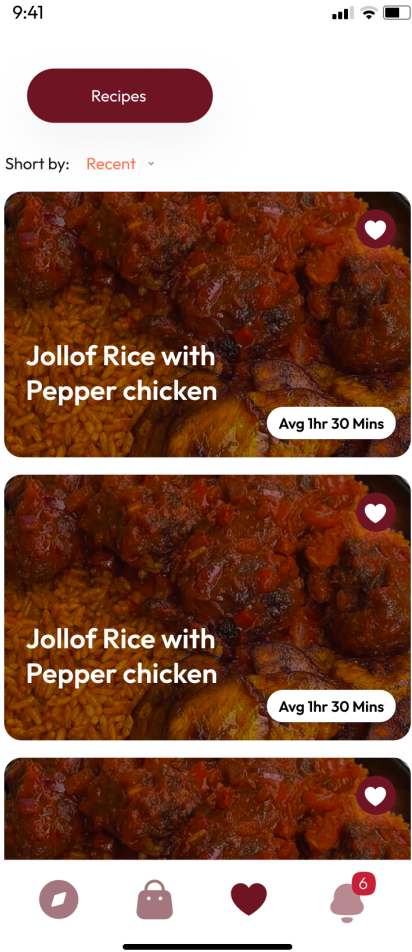 9:41
Recipes
Short by: Recent
Jollof Rice with
Pepper chicken
Avg 1hr 30 Mins
Jollof Rice with
Pepper chicken
Avg 1hr 30 Mins
6